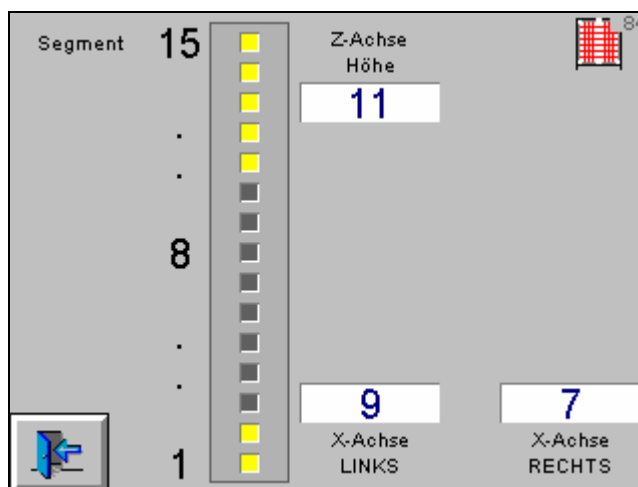 Segment
15
Z-Achse
Höhe
11
.
.
8
.
.
9
7
X-Achse
LINKS
X-Achse
RECHTS
1